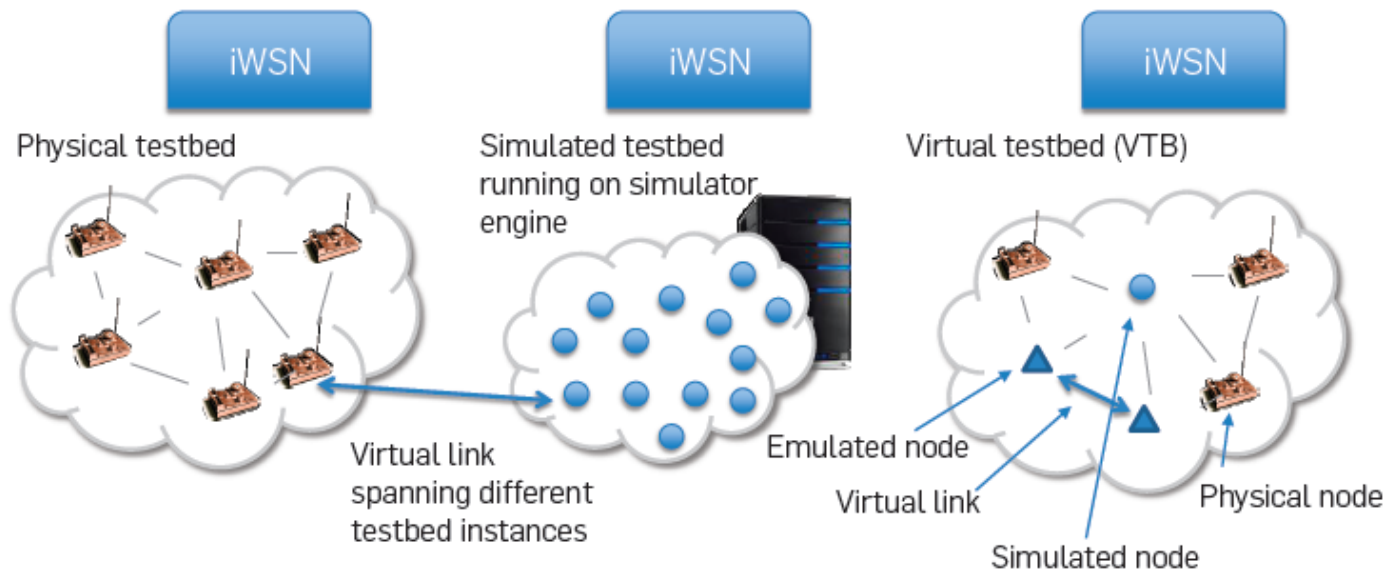 iWSN
iWSN
iWSN
Physical testbed
Simulated testbed
running on simulator
engine
Virtual testbed (VTB)
Virtual link
spanning different
testbed instances
Emulated node
Virtual link
Simulated node
Physical node